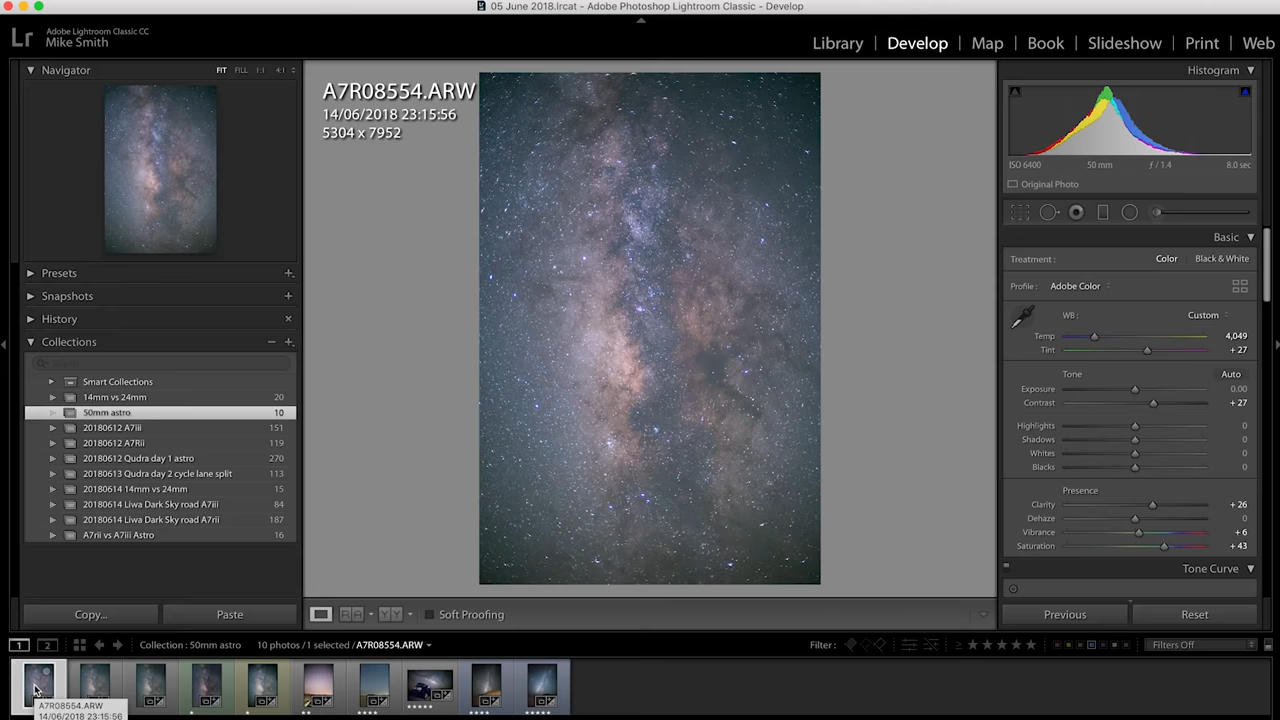 05 June 2018.lrcat - Adobe Photoshop Lightroom Classic - Develop
Lr
Adobe Lightroom Classic CC
Mike Smith
Library | Develop | Map | Book | Slideshow | Print | Web
Navigator FIT FILL 1:1 4:1
Presets
Snapshots
History
Collections
Smart Collections
14mm vs 24mm 20
50mm astro 10
20180612 A7iii 151
20180612 A7Rii 119
20180612 Qudra day 1 astro 270
20180613 Qudra day 2 cycle lane split 113
20180614 14mm vs 24mm 15
20180614 Liwa Dark Sky road A7iii 84
20180614 Liwa Dark Sky road A7rii 187
A7rii vs A7iii Astro 16
Copy... Paste
A7R08554.ARW
14/06/2018 23:15:56
5304 x 7952
Soft Proofing
Histogram
ISO 6400 50 mm ƒ / 1.4 8.0 sec
Original Photo
Basic
Treatment : Color Black & White
Profile : Adobe Color
WB : Custom
Temp 4,049
Tint + 27
Tone Auto
Exposure 0.00
Contrast + 27
Highlights 0
Shadows 0
Whites 0
Blacks 0
Presence
Clarity + 26
Dehaze 0
Vibrance + 6
Saturation + 43
Tone Curve
Previous Reset
1 2 Collection : 50mm astro 10 photos / 1 selected / A7R08554.ARW Filter : Filters Off
A7R08554.ARW
14/06/2018 23:15:56